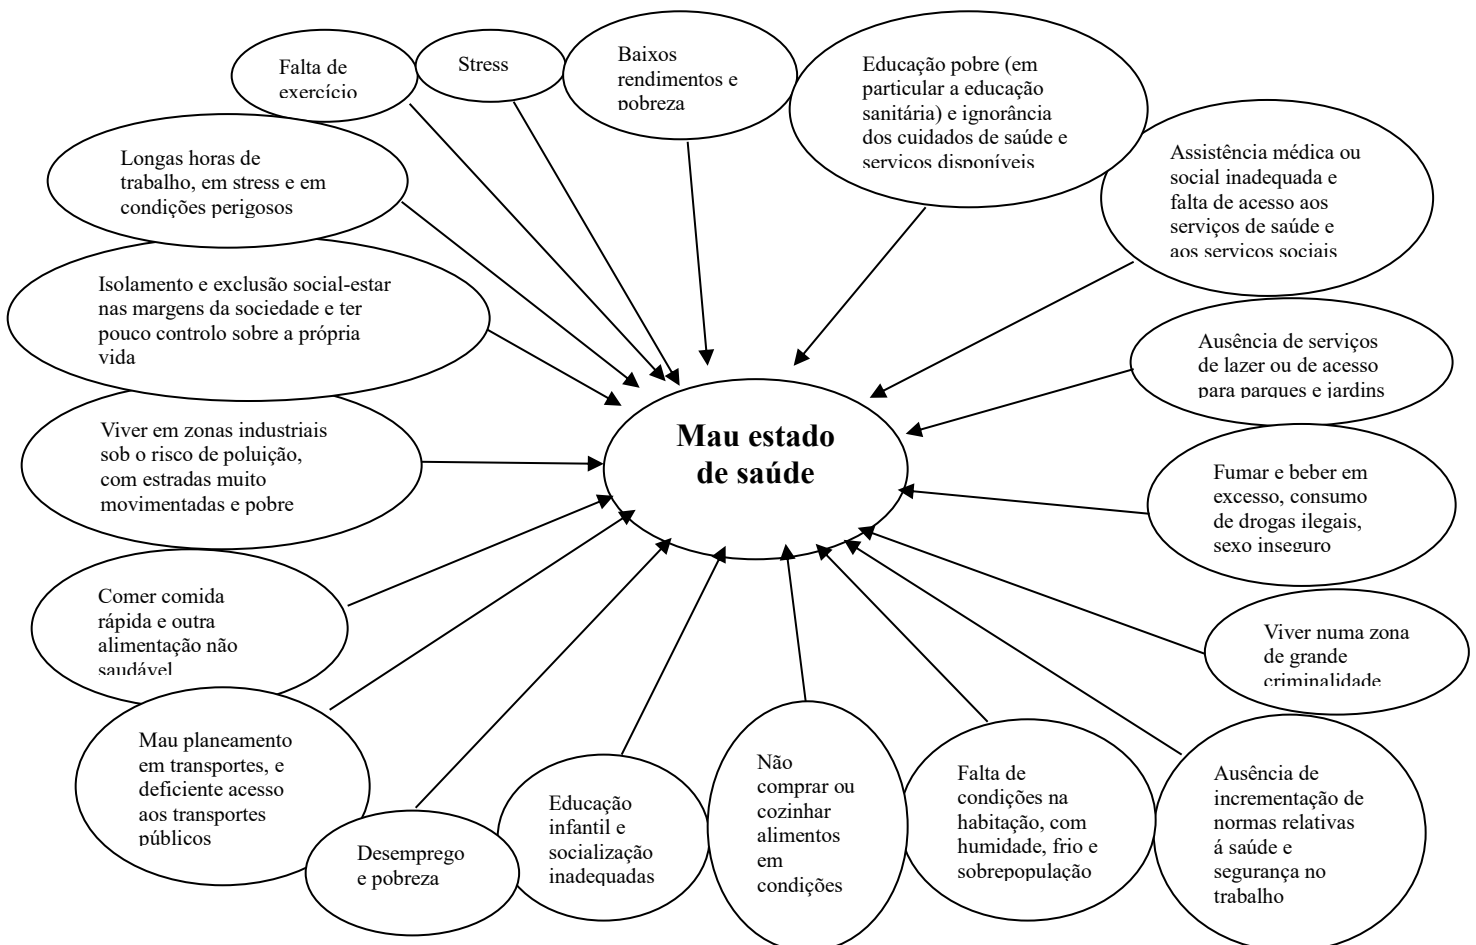 Falta de
exercício
Stress
Baixos
rendimentos e
pobreza
Educação pobre (em
particular a educação
sanitária) e ignorância
dos cuidados de saúde e
serviços disponíveis
Assistência médica ou
social inadequada e
falta de acesso aos
serviços de saúde e
aos serviços sociais
Longas horas de
trabalho, em stress e em
condições perigosos
Isolamento e exclusão social-estar
nas margens da sociedade e ter
pouco controlo sobre a própria
vida
Ausência de serviços
de lazer ou de acesso
para parques e jardins
Mau estado
de saúde
Viver em zonas industriais
sob o risco de poluição,
com estradas muito
movimentadas e pobre
Fumar e beber em
excesso, consumo
de drogas ilegais,
sexo inseguro
Comer comida
rápida e outra
alimentação não
saudável
Viver numa zona
de grande
criminalidade
Mau planeamento
em transportes, e
deficiente acesso
aos transportes
públicos
Desemprego
e pobreza
Educação
infantil e
socialização
inadequadas
Não
comprar ou
cozinhar
alimentos
em
condições
Falta de
condições na
habitação, com
humidade, frio e
sobrepopulação
Ausência de
incrementação de
normas relativas
á saúde e
segurança no
trabalho